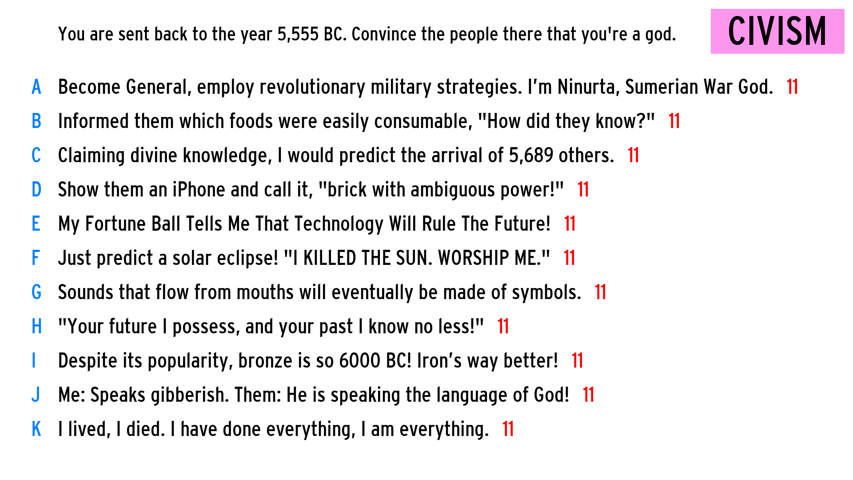 You are sent back to the year 5,555 BC. Convince the people there that you're a god.
CIVISM
A Become General, employ revolutionary military strategies. I'm Ninurta, Sumerian War God. 11
B Informed them which foods were easily consumable, "How did they know?" 11
C Claiming divine knowledge, I would predict the arrival of 5,689 others. 11
D Show them an iPhone and call it, "brick with ambiguous power!" 11
E My Fortune Ball Tells Me That Technology Will Rule The Future! 11
F Just predict a solar eclipse! "I KILLED THE SUN. WORSHIP ME." 11
G Sounds that flow from mouths will eventually be made of symbols. 11
H "Your future I possess, and your past I know no less!" 11
I Despite its popularity, bronze is so 6000 BC! Iron's way better! 11
J Me: Speaks gibberish. Them: He is speaking the language of God! 11
K I lived, I died. I have done everything, I am everything. 11